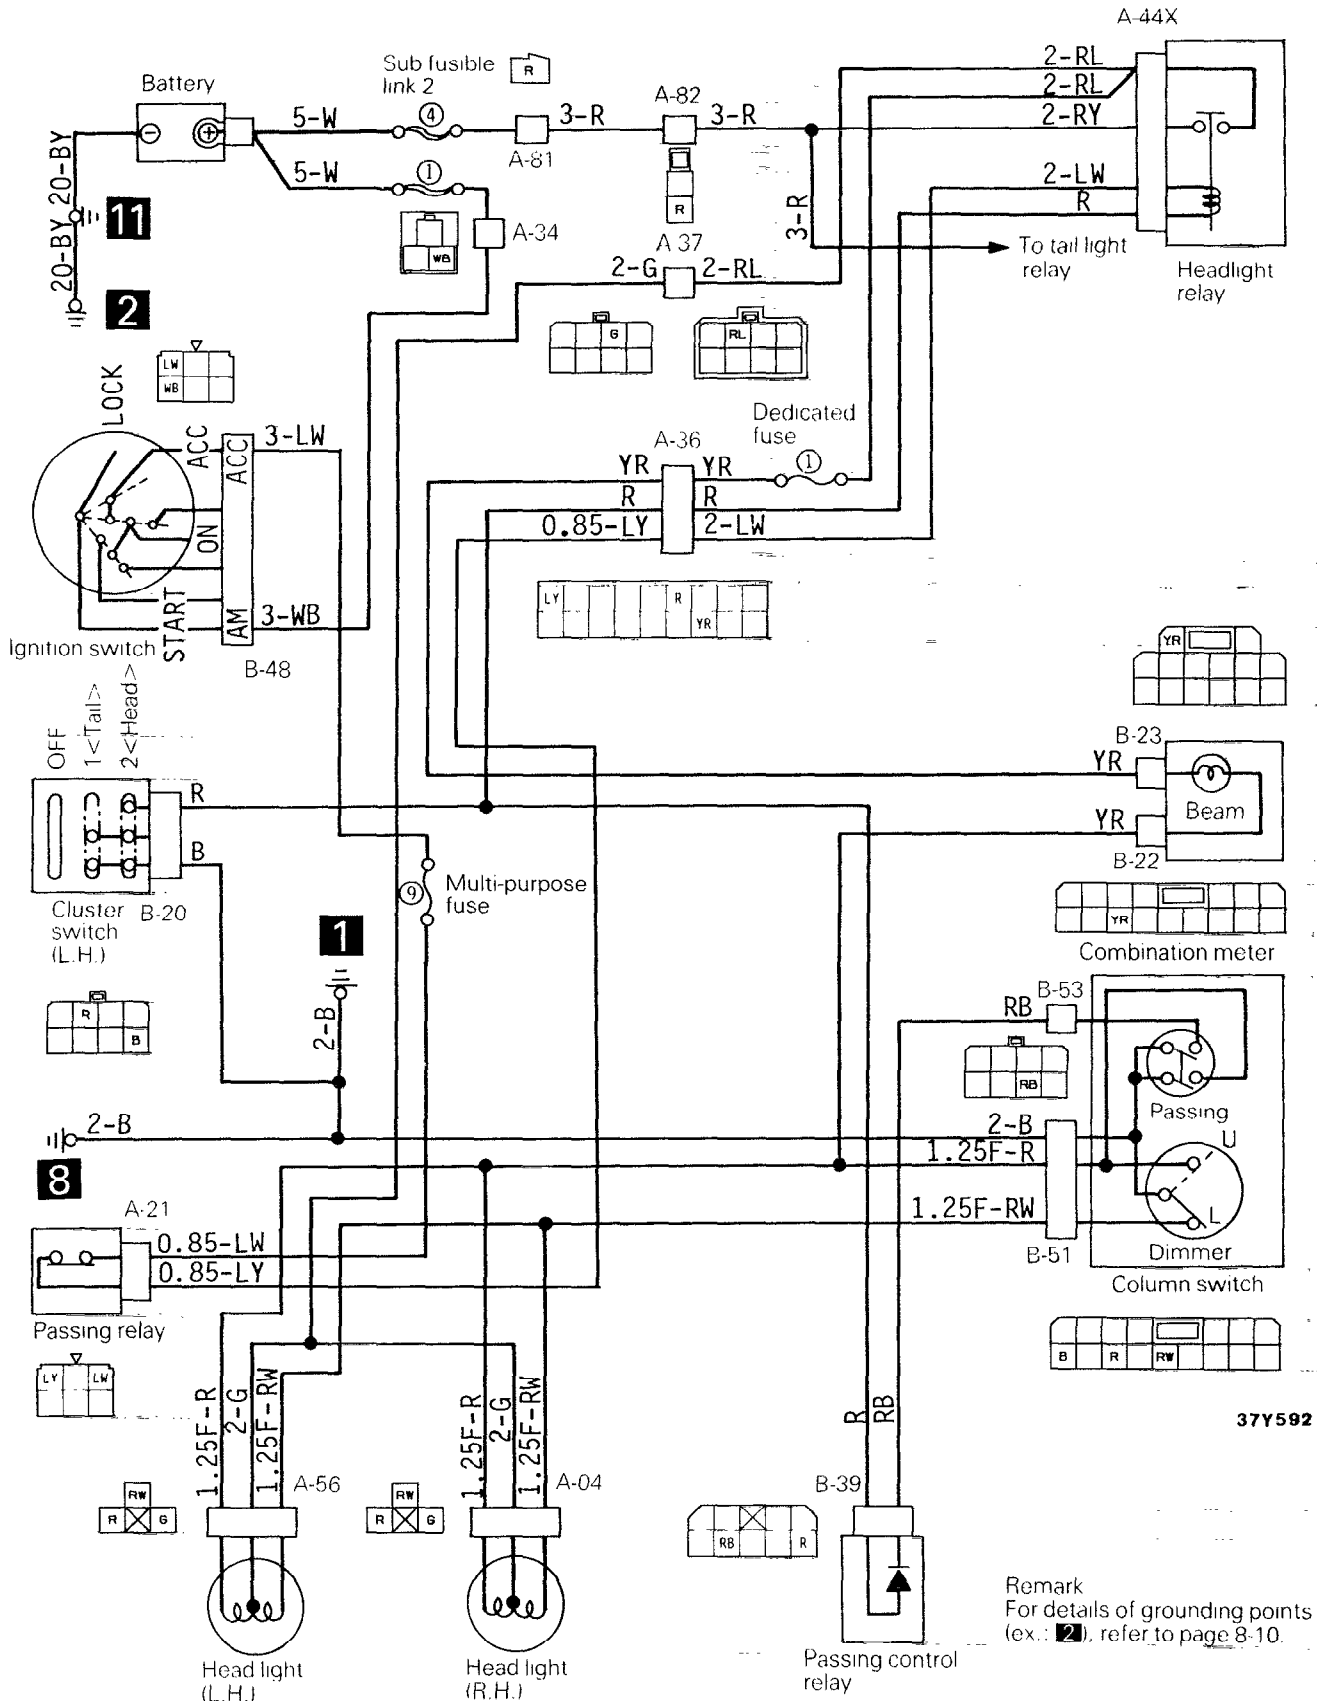 A-44X
Sub fusible
link 2
R
Battery
5-W
4
3-R
A-82
3-R
2-RL
2-RL
2-RY
A-81
5-W
1
20-BY
11
20-BY
2
A-34
WB
R
A 37
2-G
2-RL
3-R
2-LW
R
To tail light
relay
Headlight
relay
G
RL
LW
WB
LOCK
ACC
ACC
3-LW
ON
START
AM
3-WB
Ignition switch
B-48
Dedicated
fuse
A-36
YR
YR
1
R
R
0.85-LY
2-LW
LY
R
YR
YR
OFF
1<Tail>
2<Head>
R
B
Cluster
switch
(L.H.)
B-20
R
B
9
Multi-purpose
fuse
1
2-B
B-23
YR
Beam
YR
B-22
YR
Combination meter
RB
B-53
RB
Passing
2-B
8
2-B
1.25F-R
U
1.25F-RW
L
B-51
Dimmer
Column switch
B
R
RW
A-21
0.85-LW
0.85-LY
Passing relay
LY
LW
1.25F-R
2-G
1.25F-RW
A-56
1.25F-R
2-G
1.25F-RW
A-04
R
RB
B-39
37Y592
RW
R
G
RW
R
G
RB
R
Head light
(L.H.)
Head light
(R.H.)
Passing control
relay
Remark
For details of grounding points
(ex.: 2), refer to page 8-10.